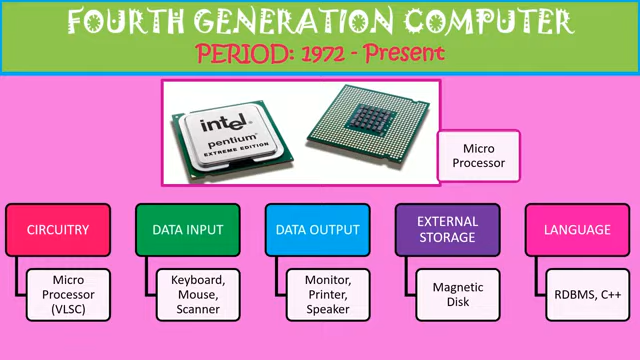 FOURTH GENERATION COMPUTER
PERIOD: 1972 - Present
intel
pentium
EXTREME EDITION
Micro
Processor
CIRCUITRY
DATA INPUT
DATA OUTPUT
EXTERNAL
STORAGE
LANGUAGE
Micro
Processor
(VLSC)
Keyboard,
Mouse,
Scanner
Monitor,
Printer,
Speaker
Magnetic
Disk
RDBMS, C++